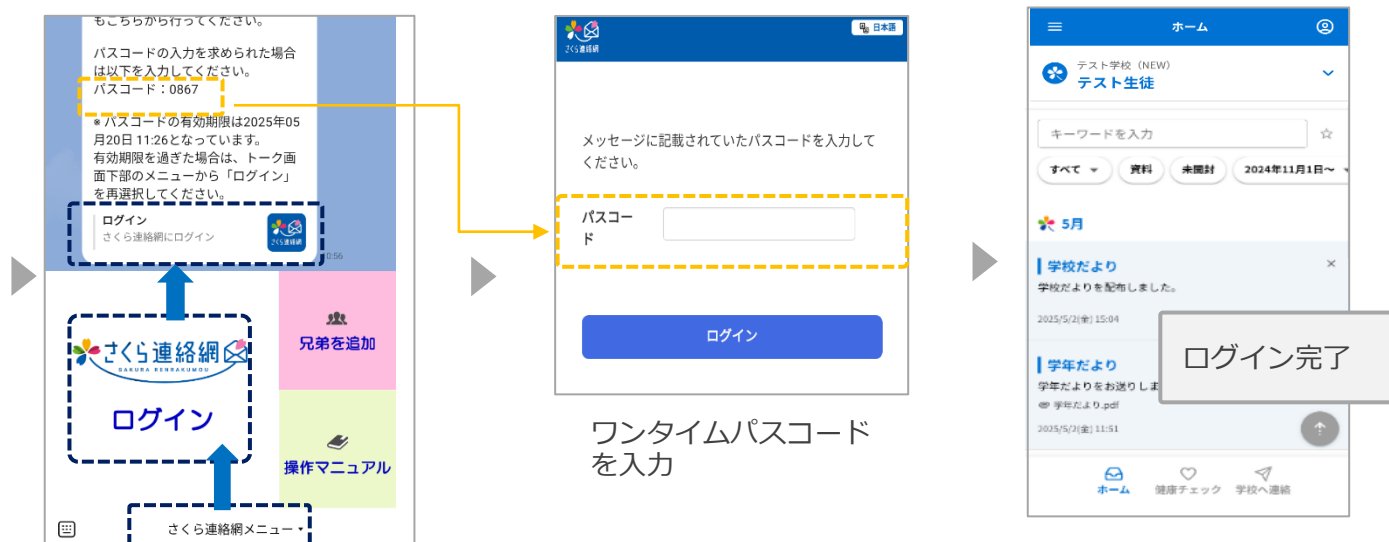 もこちらから行ってください。
パスコードの入力を求められた場合
は以下を入力してください。
パスコード：0867
※ パスコードの有効期限は2025年05
月20日 11:26となっています。
有効期限を過ぎた場合は、トーク画
面下部のメニューから「ログイン」
を再選択してください。
ログイン
さくら連絡網にログイン
さくら連絡網
0:56
さくら連絡網
SAKURA RENRAKUMOU
ログイン
兄弟を追加
操作マニュアル
さくら連絡網メニュー▾
さくら連絡網
日本語
メッセージに記載されていたパスコードを入力して
ください。
パスコー
ド
ログイン
ワンタイムパスコード
を入力
ホーム
テスト学校（NEW）
テスト生徒
キーワードを入力
すべて 資料 未開封 2024年11月1日〜
5月
学校だより
学校だよりを配布しました。
2025/5/2(金) 15:04
学年だより
学年だよりをお送りしま
学年だより.pdf
2025/5/2(金) 11:51
ログイン完了
ホーム 健康チェック 学校へ連絡